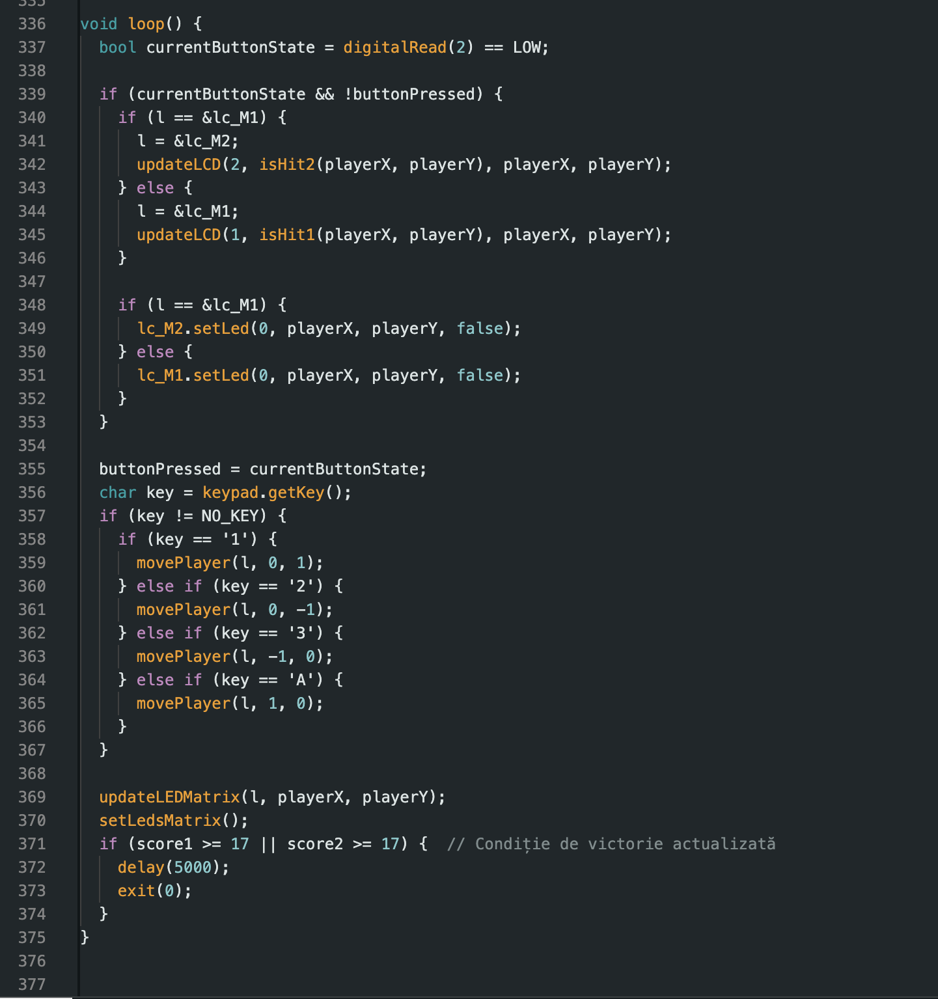 335
336 void loop() {
337 bool currentButtonState = digitalRead(2) == LOW;
338
339 if (currentButtonState && !buttonPressed) {
340 if (l == &lc_M1) {
341 l = &lc_M2;
342 updateLCD(2, isHit2(playerX, playerY), playerX, playerY);
343 } else {
344 l = &lc_M1;
345 updateLCD(1, isHit1(playerX, playerY), playerX, playerY);
346 }
347
348 if (l == &lc_M1) {
349 lc_M2.setLed(0, playerX, playerY, false);
350 } else {
351 lc_M1.setLed(0, playerX, playerY, false);
352 }
353 }
354
355 buttonPressed = currentButtonState;
356 char key = keypad.getKey();
357 if (key != NO_KEY) {
358 if (key == '1') {
359 movePlayer(l, 0, 1);
360 } else if (key == '2') {
361 movePlayer(l, 0, -1);
362 } else if (key == '3') {
363 movePlayer(l, -1, 0);
364 } else if (key == 'A') {
365 movePlayer(l, 1, 0);
366 }
367 }
368
369 updateLEDMatrix(l, playerX, playerY);
370 setLedsMatrix();
371 if (score1 >= 17 || score2 >= 17) { // Condiție de victorie actualizată
372 delay(5000);
373 exit(0);
374 }
375 }
376
377